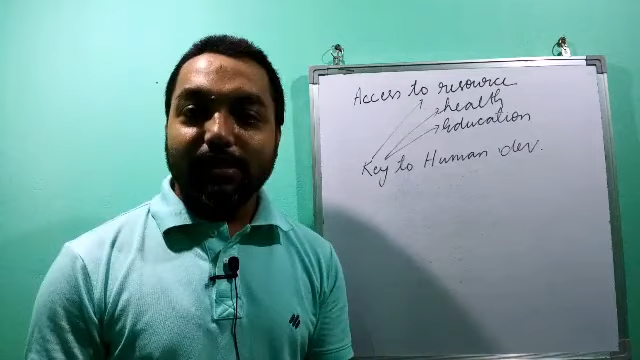 Access to resource
health
Education
Key to Human dev.